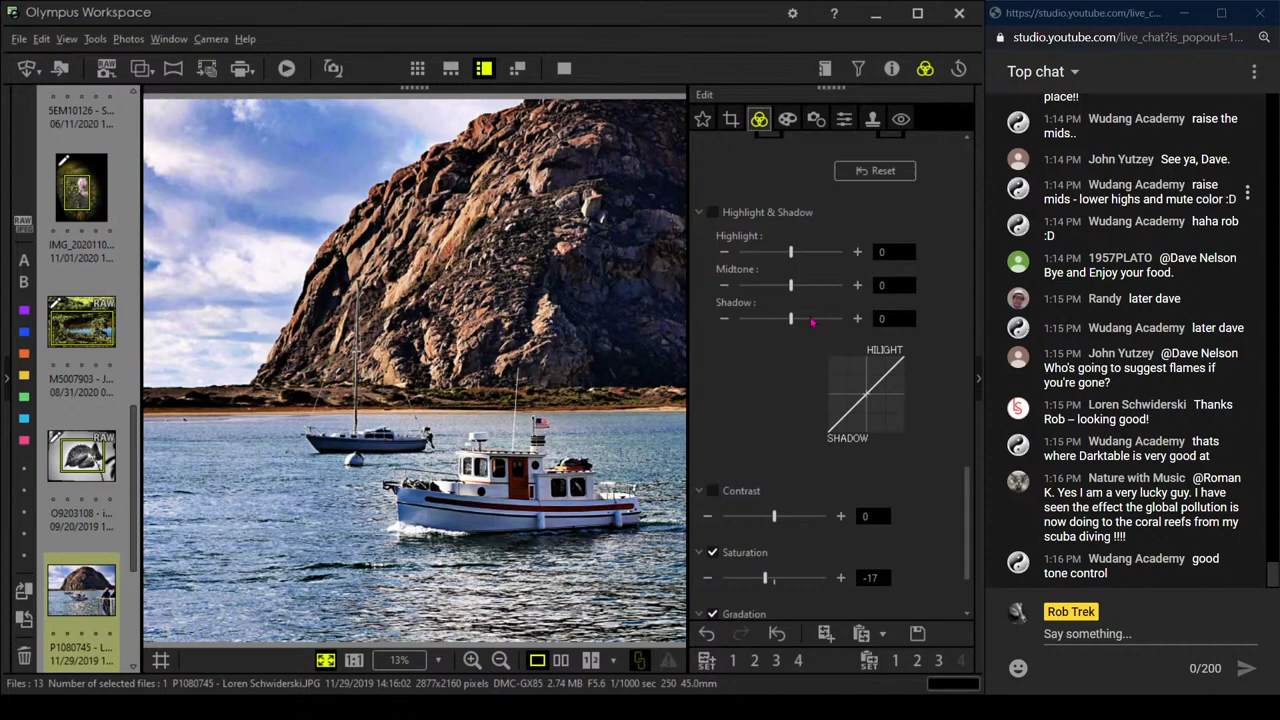 Olympus Workspace
File Edit View Tools Photos Window Camera Help
5EM10126 - S...
06/11/2020 1...
IMG_2020110...
11/01/2020 ...
RAW
M5007903 - J...
08/31/2020 ...
RAW
O9203108 - i...
09/20/2019 ...
P1080745 - L...
11/29/2019 ...
RAW
JPEG
A
B
Edit
Reset
Highlight & Shadow
Highlight :
0
Midtone :
0
Shadow :
0
HILIGHT
SHADOW
Contrast
0
Saturation
-17
Gradation
1:1
13%
SET 1 2 3 4
SET 1 2 3 4
Files : 13 Number of selected files : 1 P1080745 - Loren Schwiderski.JPG 11/29/2019 14:16:02 2877x2160 pixels DMC-GX85 2.74 MB F5.6 1/1000 sec 250 45.0mm
https://studio.youtube.com/live_c...
studio.youtube.com/live_chat?is_popout=1...
Top chat
place!!
1:14 PM Wudang Academy raise the
mids..
1:14 PM John Yutzey See ya, Dave.
1:14 PM Wudang Academy raise
mids - lower highs and mute color :D
1:14 PM Wudang Academy haha rob
:D
1:14 PM 1957PLATO @Dave Nelson
Bye and Enjoy your food.
1:15 PM Randy later dave
1:15 PM Wudang Academy later dave
1:15 PM John Yutzey @Dave Nelson
Who's going to suggest flames if
you're gone?
1:15 PM Loren Schwiderski Thanks
Rob – looking good!
1:15 PM Wudang Academy thats
where Darktable is very good at
1:16 PM Nature with Music @Roman
K. Yes I am a very lucky guy. I have
seen the effect the global pollution is
now doing to the coral reefs from my
scuba diving !!!!
1:16 PM Wudang Academy good
tone control
Rob Trek
Say something...
0/200